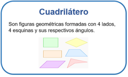 Cuadrilátero
Son figuras geométricas formadas con 4 lados,
4 esquinas y sus respectivos ángulos.